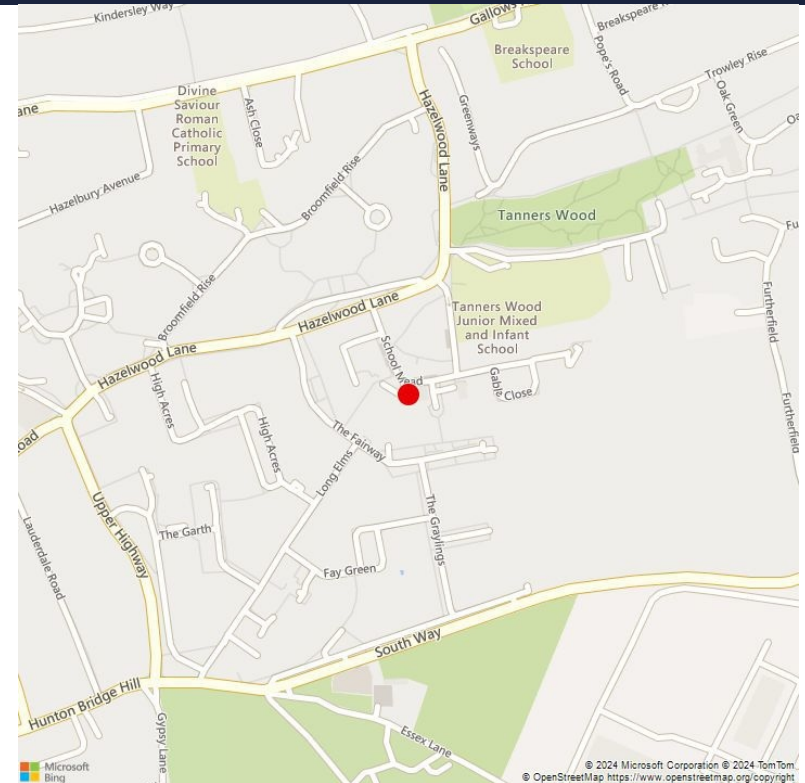 Kindersley Way
Gallows
Breakspeare
School
Pope's Road
Trowley Rise
Oak Green
Divine
Saviour
Roman
Catholic
Primary
School
Ash Close
Hazelwood Lane
Greenways
Hazelbury Avenue
Broomfield Rise
Tanners Wood
Broomfield Rise
Hazelwood Lane
Tanners Wood
Junior Mixed
and Infant
School
Furtherfield
Hazelwood Lane
School Mead
High Acres
Gable Close
Furtherfield
High Acres
The Fairway
Long Elms
Upper Highway
The Garth
The Graylings
Lauderdale Road
Fay Green
South Way
Hunton Bridge Hill
Gypsy Lane
Essex Lane
Microsoft
Bing
© 2024 Microsoft Corporation © 2024 TomTom
© OpenStreetMap https://www.openstreetmap.org/copyright